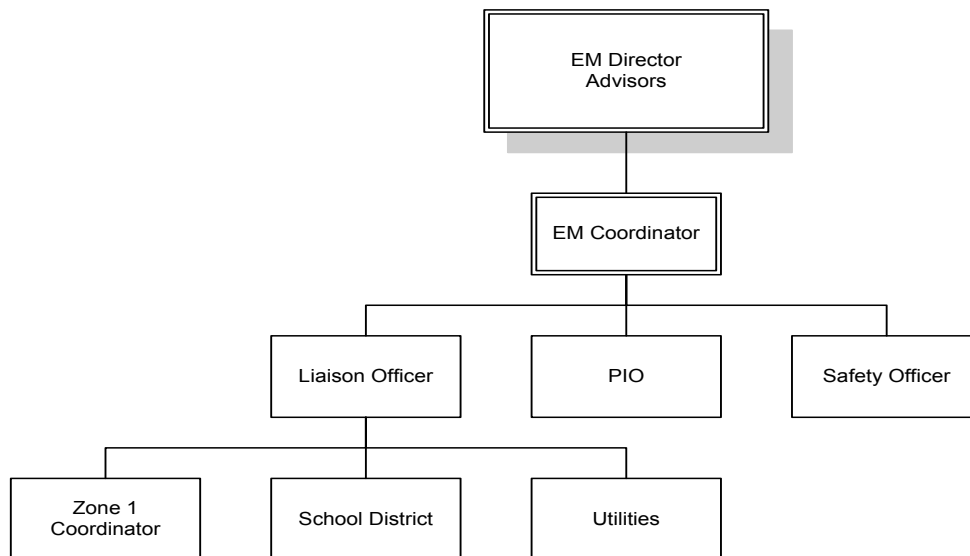 EM Director
Advisors
EM Coordinator
Liaison Officer
PIO
Safety Officer
Zone 1
Coordinator
School District
Utilities